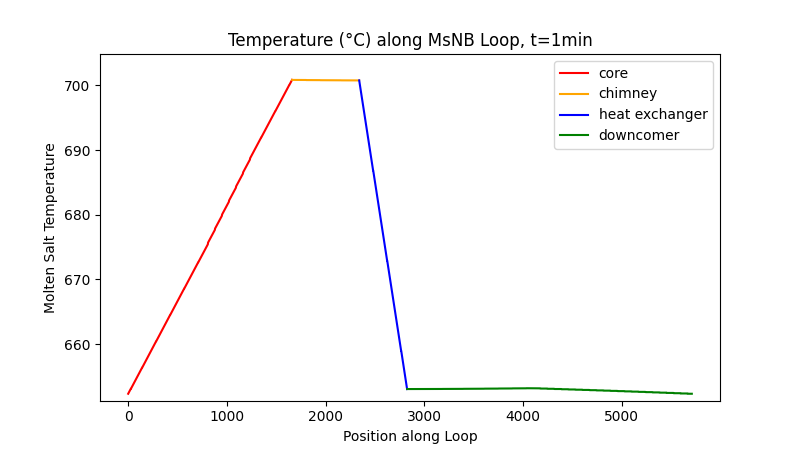 Temperature (°C) along MsNB Loop, t=1min
core
chimney
heat exchanger
downcomer
Molten Salt Temperature
700
690
680
670
660
0 1000 2000 3000 4000 5000
Position along Loop